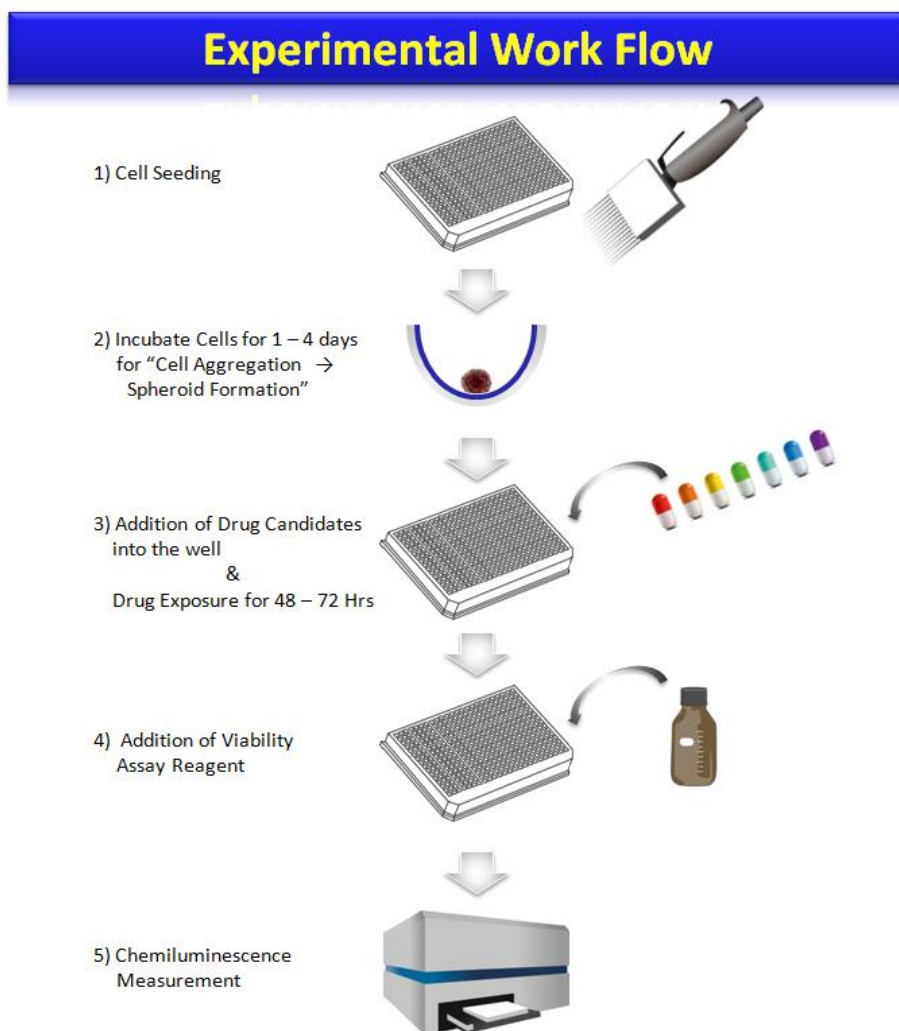 Experimental Work Flow
1) Cell Seeding
2) Incubate Cells for 1 – 4 days
for “Cell Aggregation →
Spheroid Formation”
3) Addition of Drug Candidates
into the well
&
Drug Exposure for 48 – 72 Hrs
4) Addition of Viability
Assay Reagent
5) Chemiluminescence
Measurement